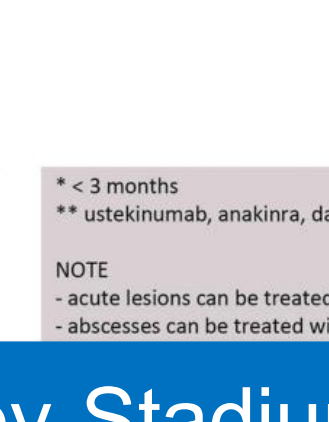 * < 3 months
** ustekinumab, anakinra,
NOTE
- acute lesions can be treated
- abscesses can be treated